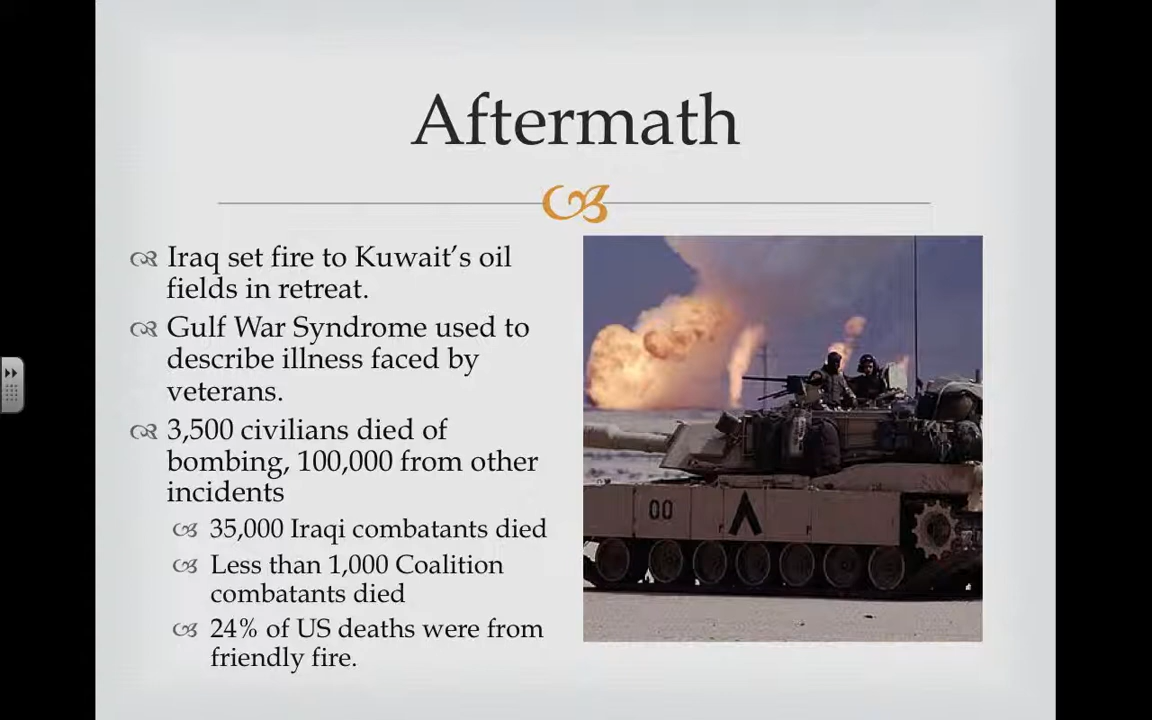 Aftermath
Iraq set fire to Kuwait's oil
fields in retreat.
Gulf War Syndrome used to
describe illness faced by
veterans.
3,500 civilians died of
bombing, 100,000 from other
incidents
35,000 Iraqi combatants died
Less than 1,000 Coalition
combatants died
24% of US deaths were from
friendly fire.
00